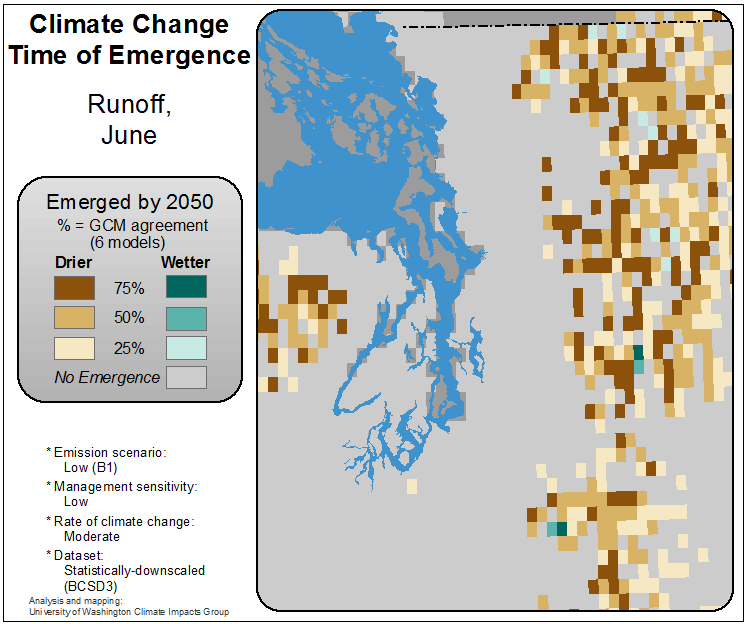 Climate Change
Time of Emergence
Runoff,
June
Emerged by 2050
% = GCM agreement
(6 models)
Drier Wetter
75%
50%
25%
No Emergence
* Emission scenario:
Low (B1)
* Management sensitivity:
Low
* Rate of climate change:
Moderate
* Dataset:
Statistically-downscaled
(BCSD3)
Analysis and mapping:
University of Washington Climate Impacts Group